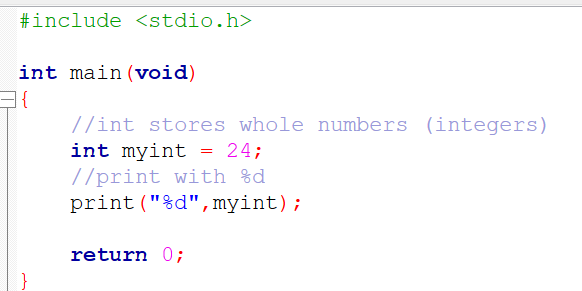 #include <stdio.h>
int main(void)
{
//int stores whole numbers (integers)
int myint = 24;
//print with %d
print("%d",myint);
return 0;
}